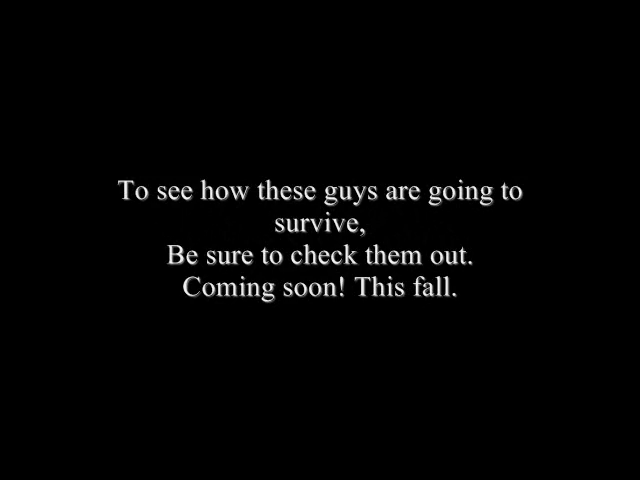 To see how these guys are going to
survive,
Be sure to check them out.
Coming soon! This fall.